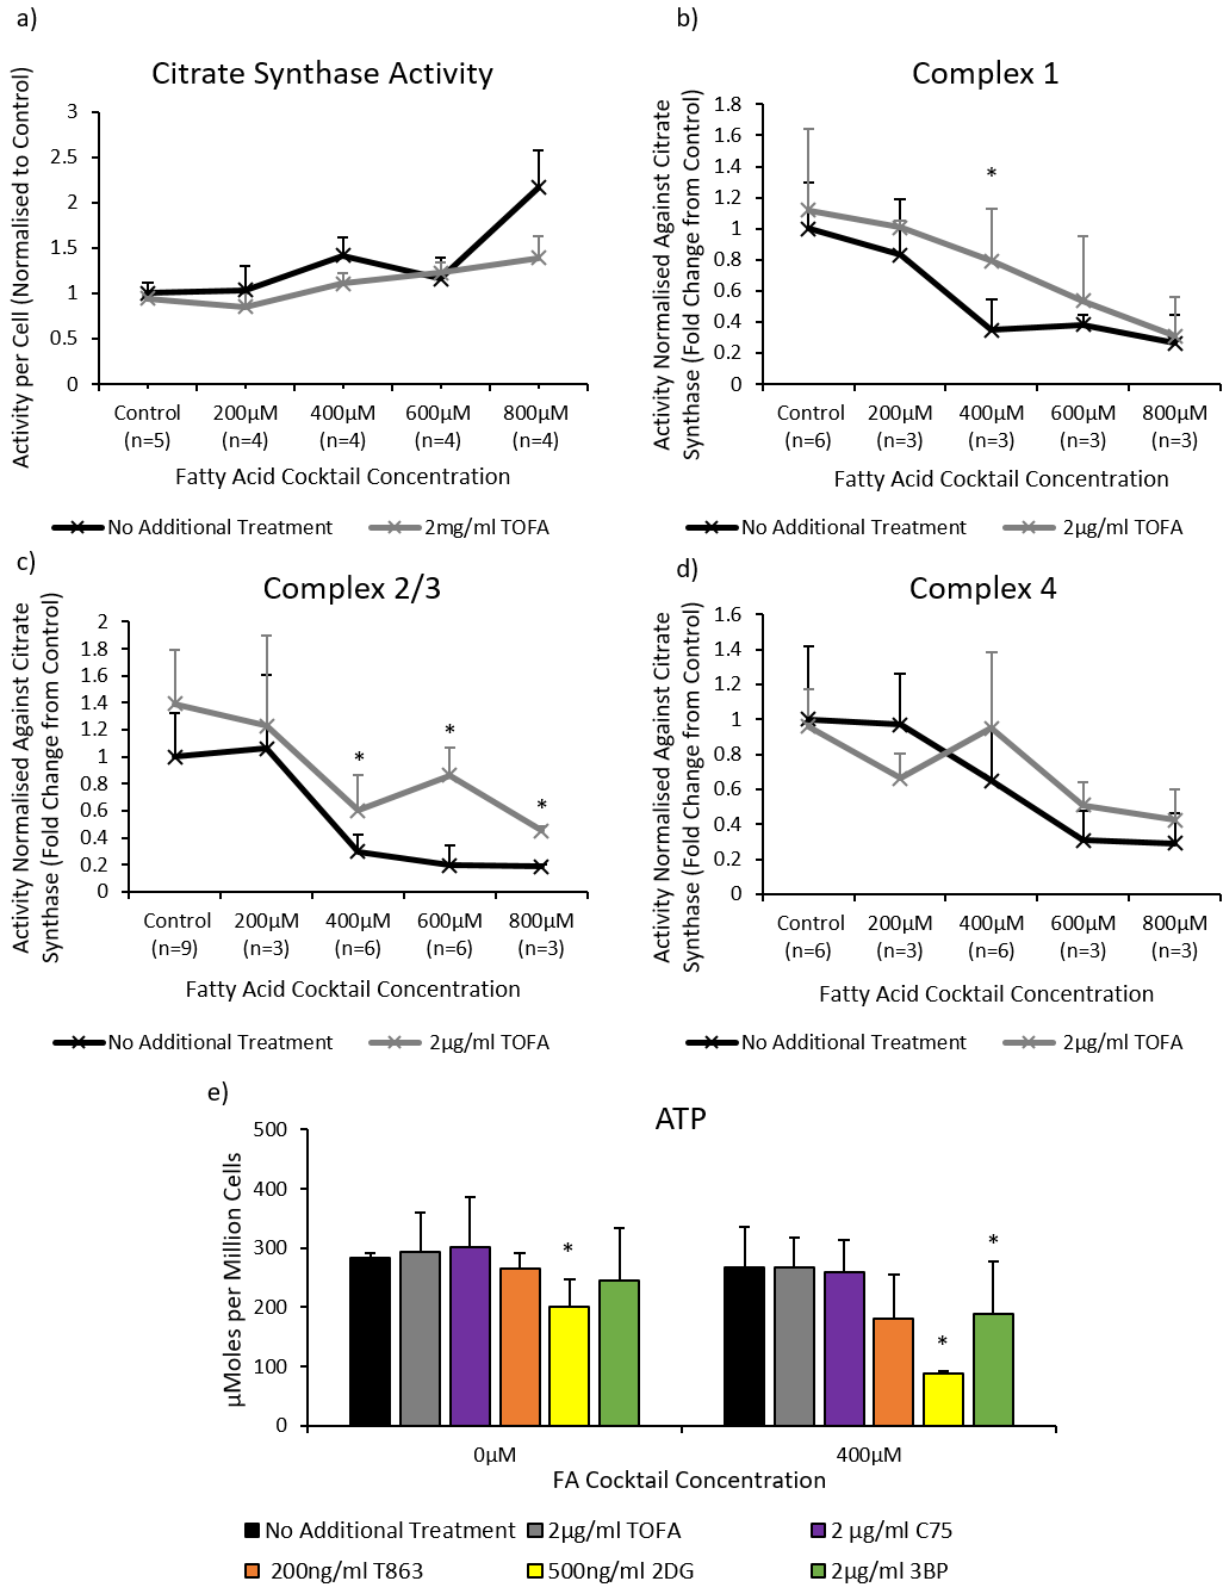 a)
Citrate Synthase Activity
Activity per Cell (Normalised to Control)
3
2.5
2
1.5
1
0.5
0
Control 200µM 400µM 600µM 800µM
(n=5) (n=4) (n=4) (n=4) (n=4)
Fatty Acid Cocktail Concentration
No Additional Treatment 2mg/ml TOFA
b)
Complex 1
Activity Normalised Against Citrate
Synthase (Fold Change from Control)
1.8
1.6
1.4
1.2
1
0.8
0.6
0.4
0.2
0
*
Control 200µM 400µM 600µM 800µM
(n=6) (n=3) (n=3) (n=3) (n=3)
Fatty Acid Cocktail Concentration
No Additional Treatment 2µg/ml TOFA
c)
Complex 2/3
Activity Normalised Against Citrate
Synthase (Fold Change from Control)
2
1.8
1.6
1.4
1.2
1
0.8
0.6
0.4
0.2
0
* * *
Control 200µM 400µM 600µM 800µM
(n=9) (n=3) (n=6) (n=6) (n=3)
Fatty Acid Cocktail Concentration
No Additional Treatment 2µg/ml TOFA
d)
Complex 4
Activity Normalised Against Citrate
Synthase (Fold Change from Control)
1.6
1.4
1.2
1
0.8
0.6
0.4
0.2
0
Control 200µM 400µM 600µM 800µM
(n=6) (n=3) (n=6) (n=3) (n=3)
Fatty Acid Cocktail Concentration
No Additional Treatment 2µg/ml TOFA
e)
ATP
µMoles per Million Cells
500
400
300
200
100
0
* * *
0µM 400µM
FA Cocktail Concentration
No Additional Treatment 2µg/ml TOFA 2 µg/ml C75
200ng/ml T863 500ng/ml 2DG 2µg/ml 3BP